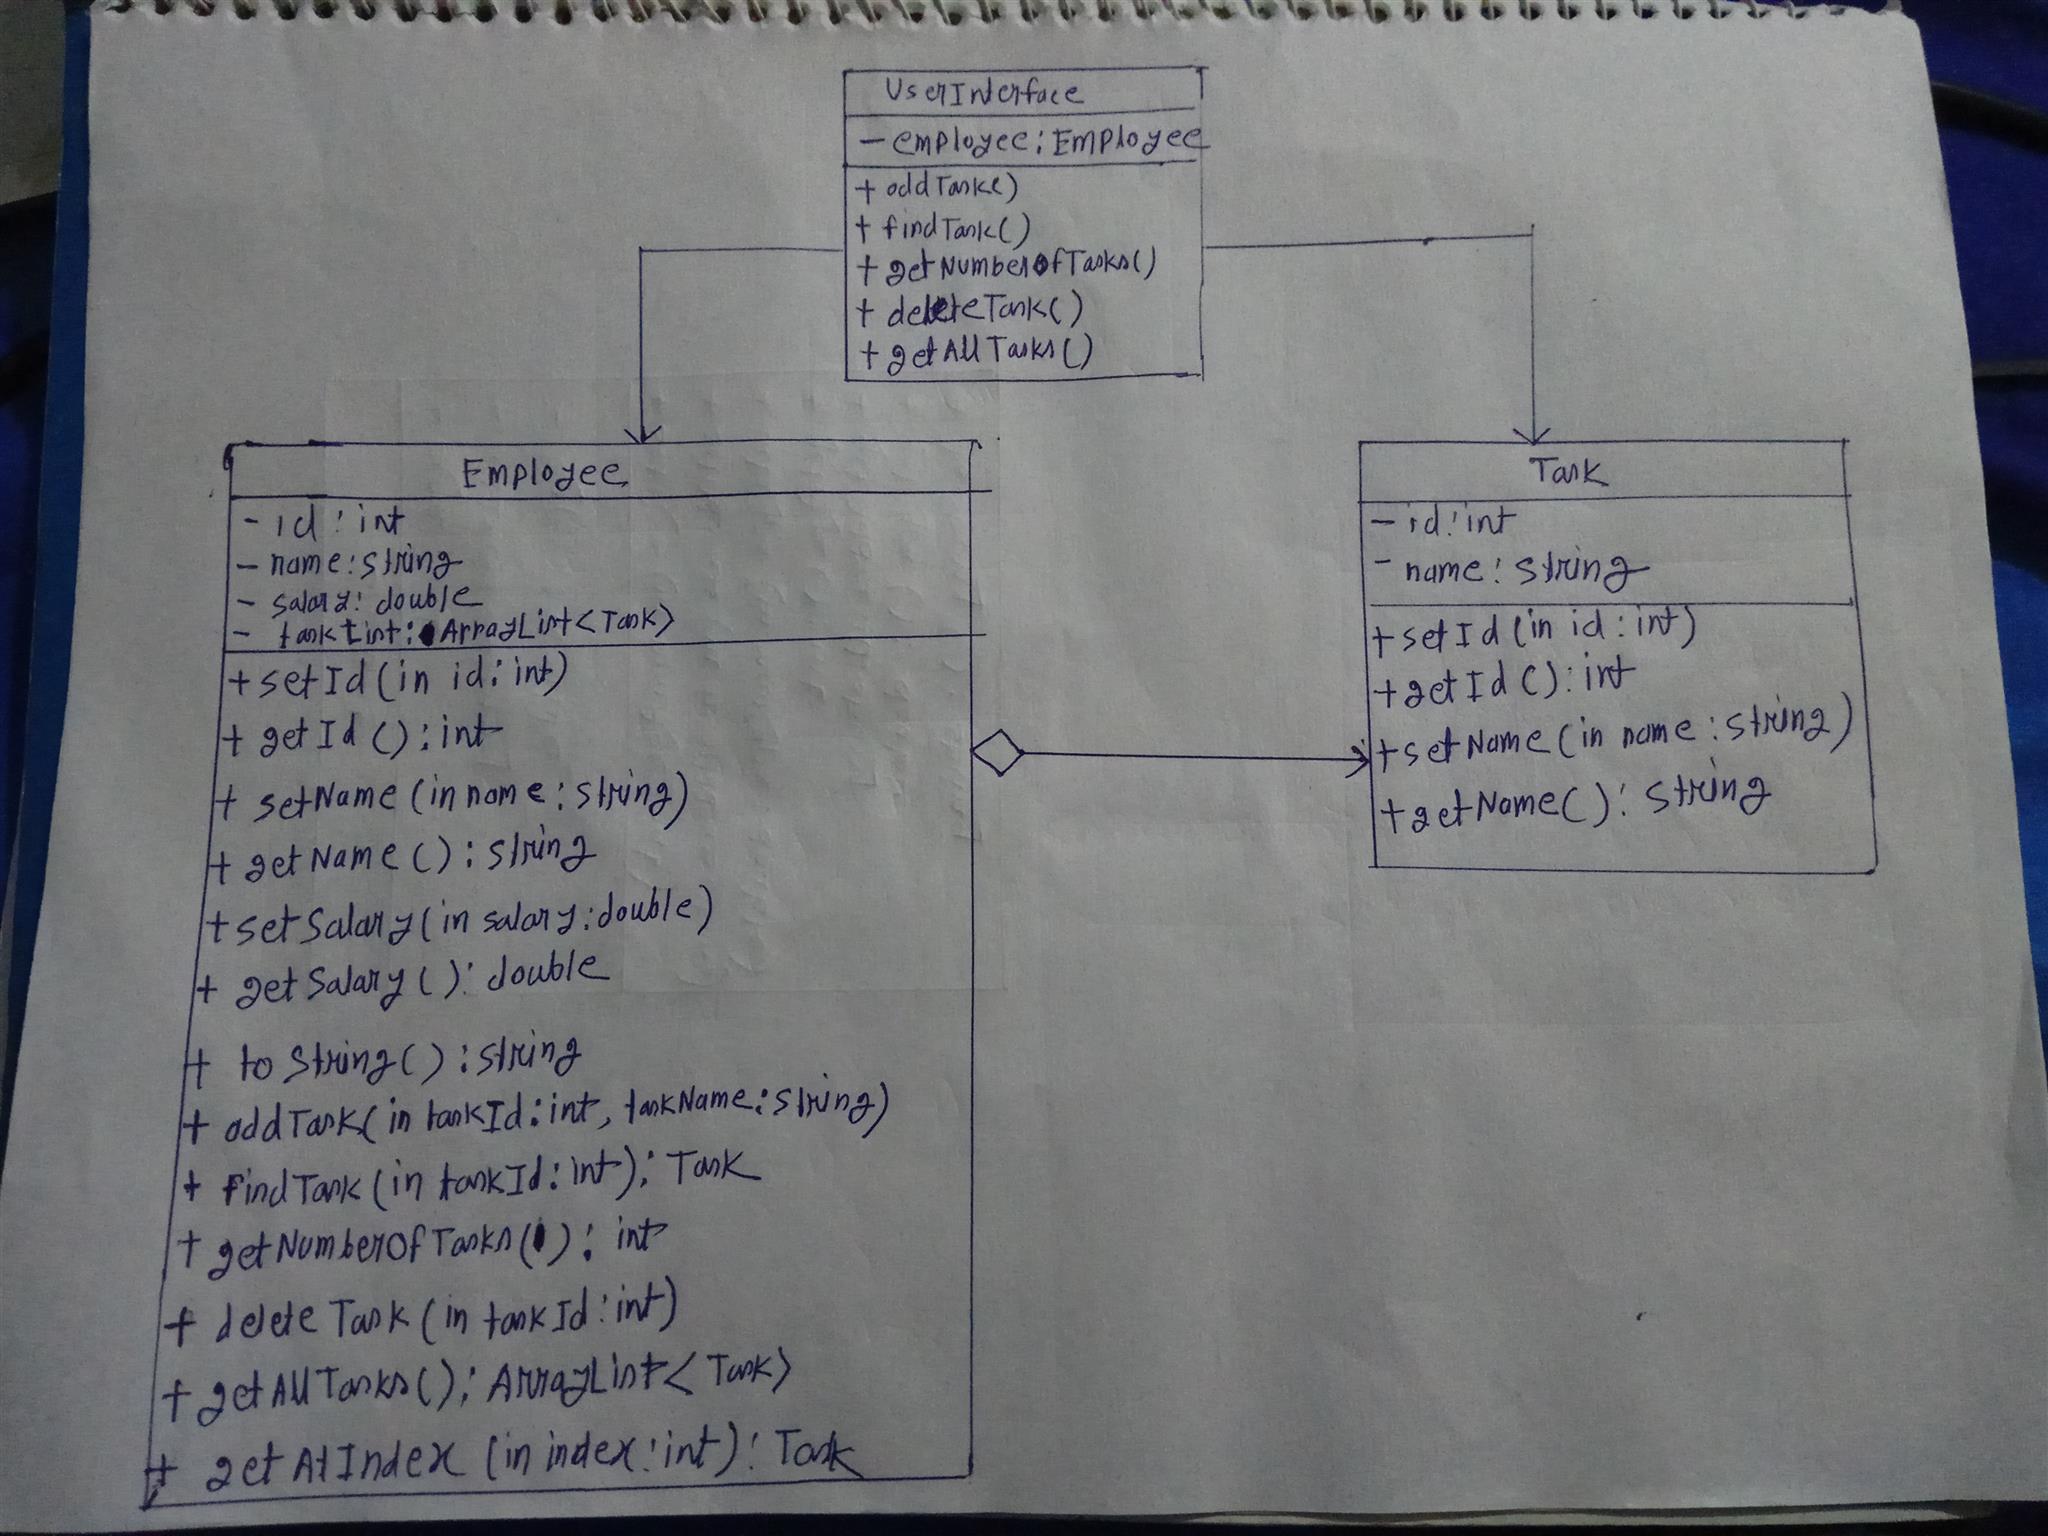 UserInterface
- employee: Employee
+ addTask()
+ findTask()
+ getNumberOfTasks()
+ deleteTask()
+ getAllTasks()
Employee
- id: int
- name: string
- salary: double
- taskList: ArrayList<Task>
+ setId(in id: int)
+ getId(): int
+ setName(in name: string)
+ getName(): string
+ setSalary(in salary: double)
+ getSalary(): double
+ toString(): string
+ addTask(in taskId: int, taskName: string)
+ findTask(in taskId: int): Task
+ getNumberOfTasks(): int
+ deleteTask(in taskId: int)
+ getAllTasks(): ArrayList<Task>
+ getAtIndex(in index: int): Task
Task
- id: int
- name: string
+ setId(in id: int)
+ getId(): int
+ setName(in name: string)
+ getName(): string